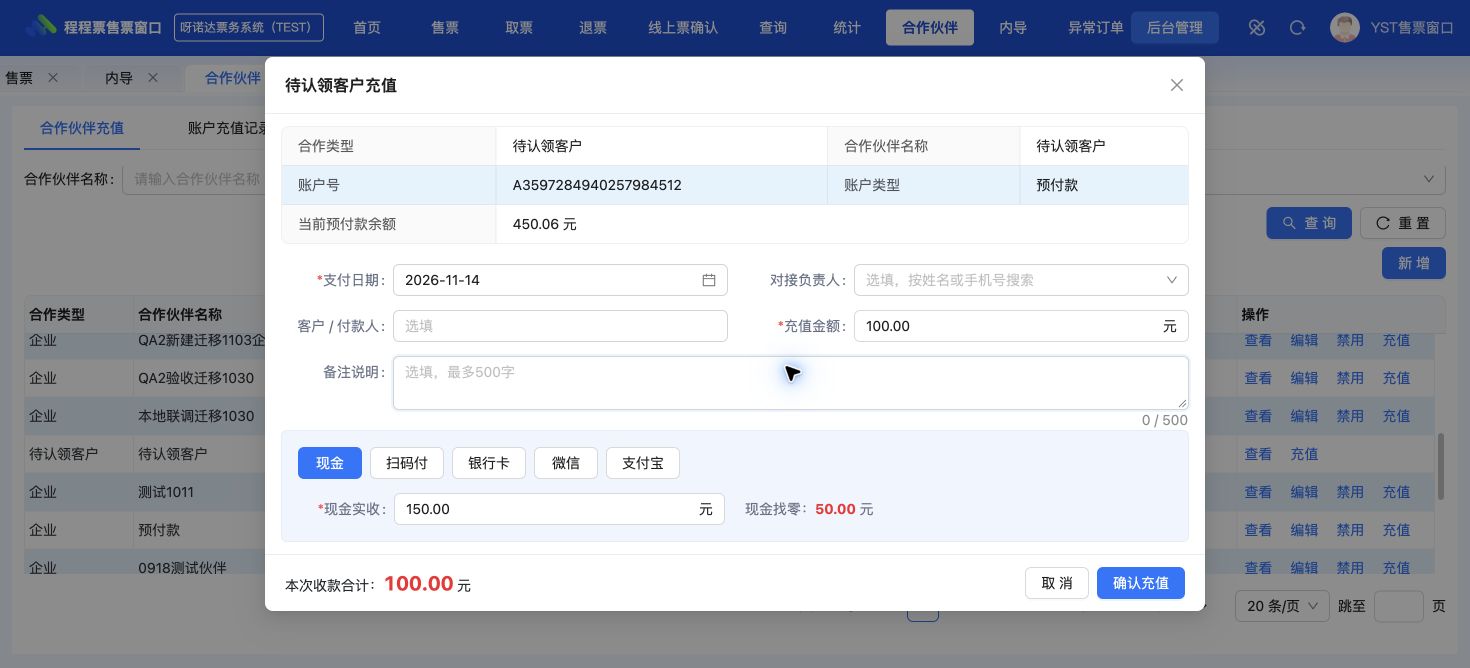 程程票售票窗口 呀诺达票务系统（TEST） 首页 售票 取票 退票 线上票确认 查询 统计 合作伙伴 内导 异常订单 后台管理 YST售票窗口
售票 内导 合作伙伴
合作伙伴充值 账户充值记录
合作伙伴名称： 请输入合作伙伴名称
查 询 重 置
新 增
合作类型 合作伙伴名称 操作
企业 QA2新建迁移1103企 查看 编辑 禁用 充值
企业 QA2验收迁移1030 查看 编辑 禁用 充值
企业 本地联调迁移1030 查看 编辑 禁用 充值
待认领客户 待认领客户 查看 充值
企业 测试1011 查看 编辑 禁用 充值
企业 预付款 查看 编辑 禁用 充值
企业 0918测试伙伴 查看 编辑 禁用 充值
20 条/页 跳至 页
待认领客户充值
合作类型 待认领客户 合作伙伴名称 待认领客户
账户号 A3597284940257984512 账户类型 预付款
当前预付款余额 450.06 元
*支付日期： 2026-11-14 对接负责人： 选填，按姓名或手机号搜索
客户 / 付款人： 选填 *充值金额： 100.00 元
备注说明： 选填，最多500字
0 / 500
现金 扫码付 银行卡 微信 支付宝
*现金实收： 150.00 元 现金找零： 50.00 元
本次收款合计： 100.00 元 取 消 确认充值